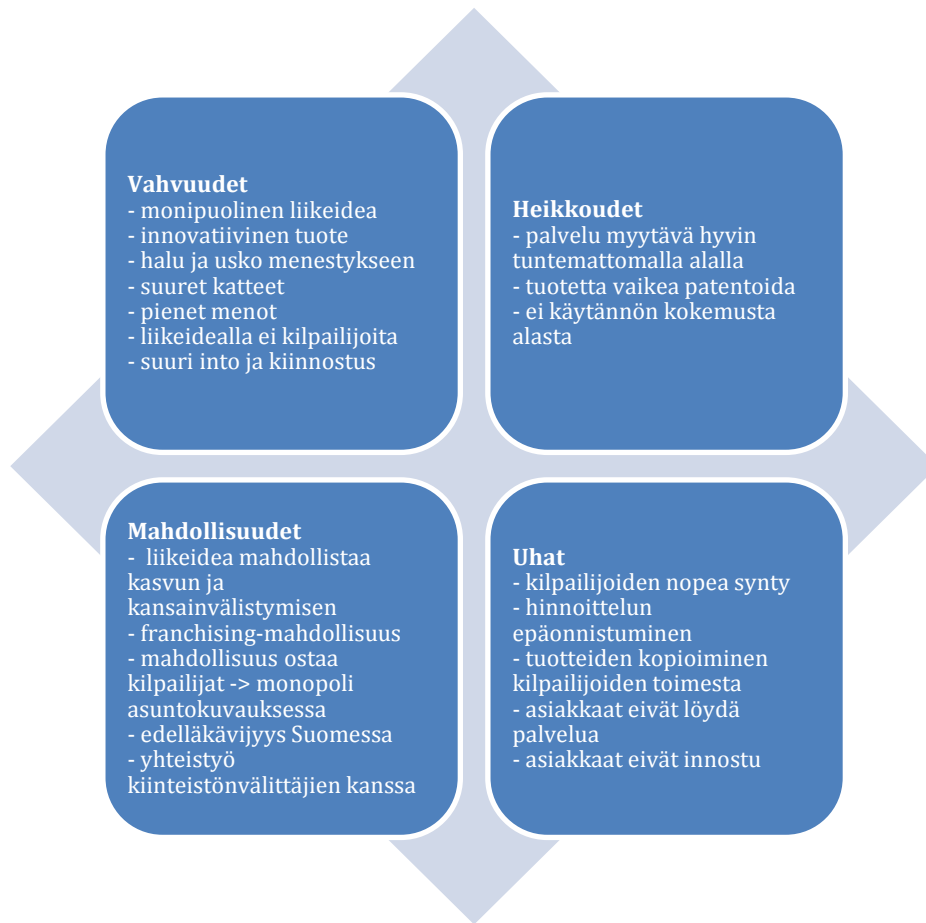 Vahvuudet
- monipuolinen liikeidea
- innovatiivinen tuote
- halu ja usko menestykseen
- suuret katteet
- pienet menot
- liikeidealla ei kilpailijoita
- suuri into ja kiinnostus
Heikkoudet
- palvelu myytävä hyvin
tuntemattomalla alalla
- tuotetta vaikea patentoida
- ei käytännön kokemusta
alasta
Mahdollisuudet
- liikeidea mahdollistaa
kasvun ja
kansainvälistymisen
- franchising-mahdollisuus
- mahdollisuus ostaa
kilpailijat -> monopoli
asuntokuvauksessa
- edelläkävijyys Suomessa
- yhteistyö
kiinteistönvälittäjien kanssa
Uhat
- kilpailijoiden nopea synty
- hinnoittelun
epäonnistuminen
- tuotteiden kopioiminen
kilpailijoiden toimesta
- asiakkaat eivät löydä
palvelua
- asiakkaat eivät innostu